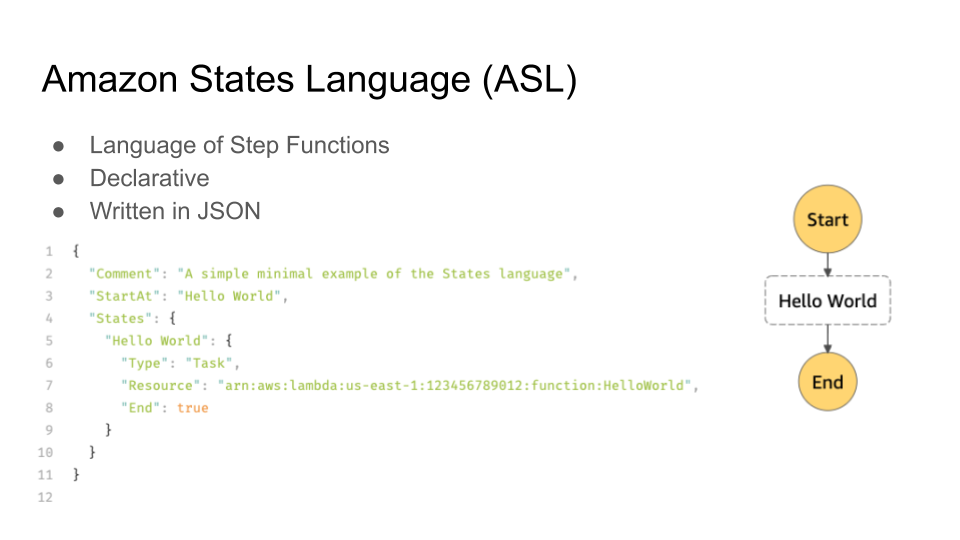 Amazon States Language (ASL)
● Language of Step Functions
● Declarative
● Written in JSON
1 {
2   "Comment": "A simple minimal example of the States language",
3   "StartAt": "Hello World",
4   "States": {
5     "Hello World": {
6       "Type": "Task",
7       "Resource": "arn:aws:lambda:us-east-1:123456789012:function:HelloWorld",
8       "End": true
9     }
10   }
11 }
12
Start
Hello World
End